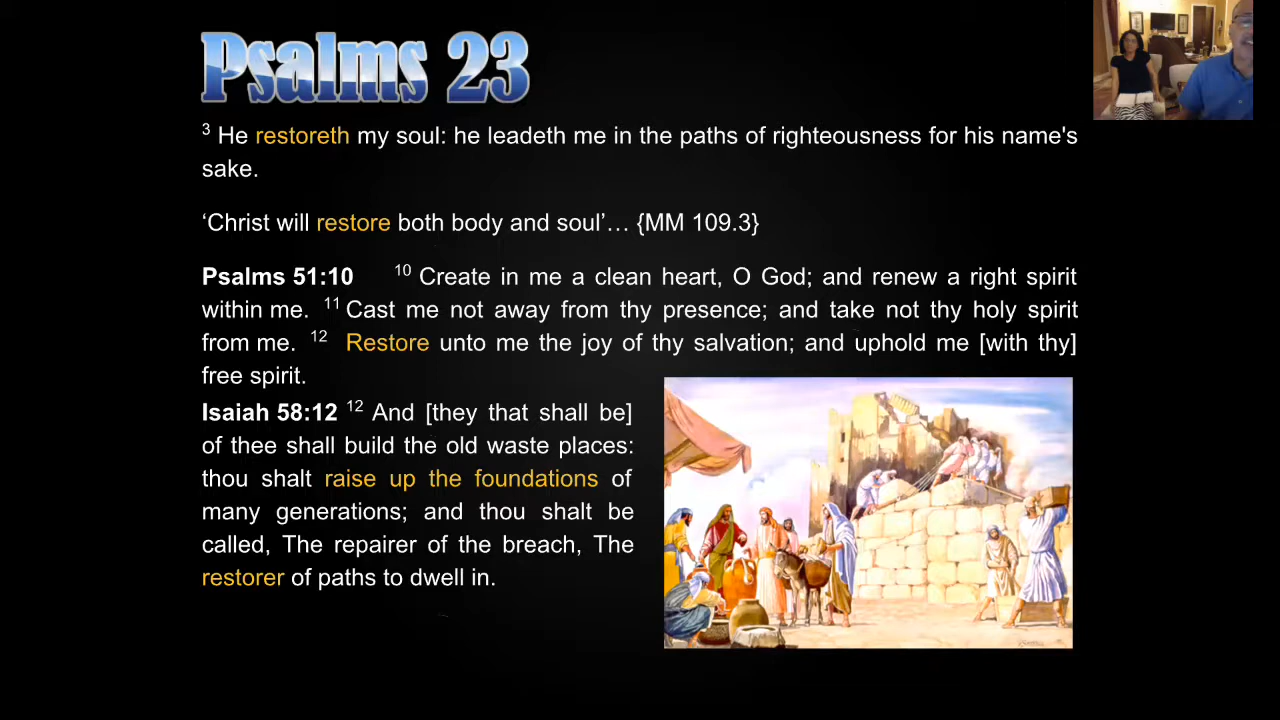 Psalms 23
3 He restoreth my soul: he leadeth me in the paths of righteousness for his name's
sake.
‘Christ will restore both body and soul’… {MM 109.3}
Psalms 51:10 10 Create in me a clean heart, O God; and renew a right spirit
within me. 11 Cast me not away from thy presence; and take not thy holy spirit
from me. 12 Restore unto me the joy of thy salvation; and uphold me [with thy]
free spirit.
Isaiah 58:12 12 And [they that shall be]
of thee shall build the old waste places:
thou shalt raise up the foundations of
many generations; and thou shalt be
called, The repairer of the breach, The
restorer of paths to dwell in.